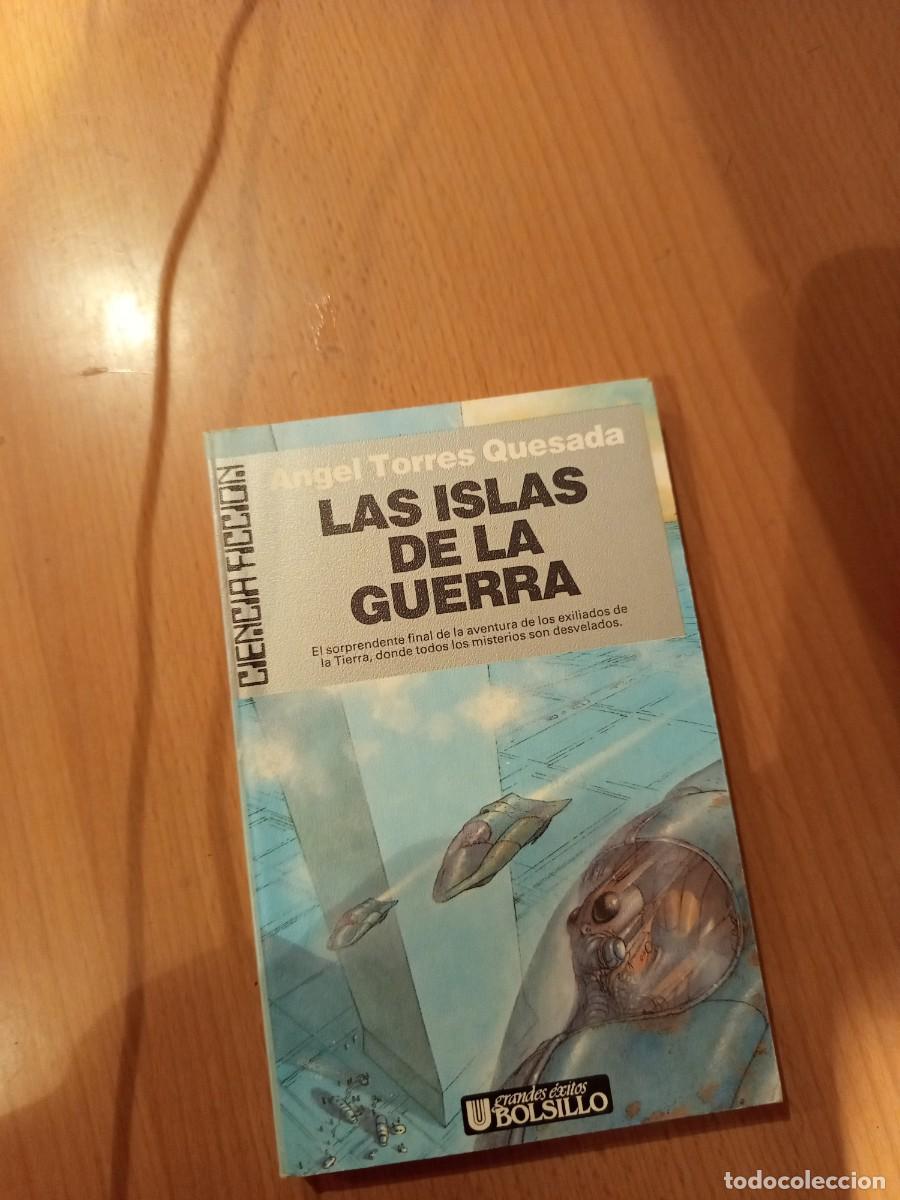 CIENCIA FICCION
Angel Torres Quesada
LAS ISLAS
DE LA
GUERRA
El sorprendente final de la aventura de los exiliados de
la Tierra, donde todos los misterios son desvelados.
U grandes éxitos
BOLSILLO
todocoleccion